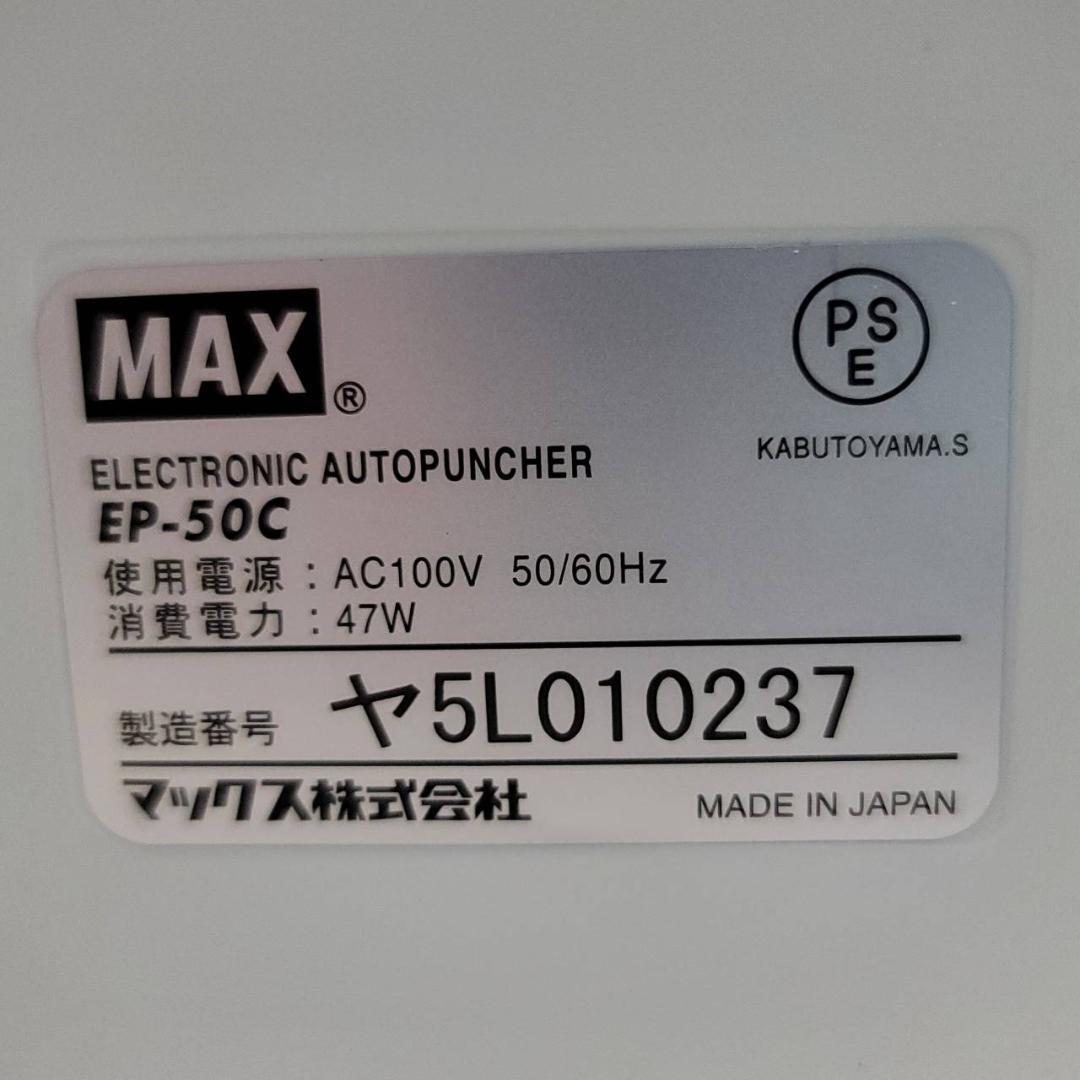 MAX®
PSE
KABUTOYAMA.S
ELECTRONIC AUTOPUNCHER
EP-50C
使用電源 : AC100V 50/60Hz
消費電力 : 47W
製造番号 ヤ5L010237
マックス株式会社 MADE IN JAPAN